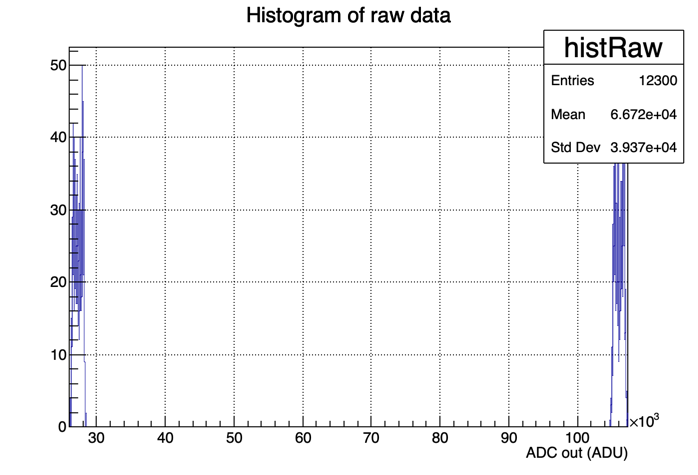 Histogram of raw data
histRaw
Entries 12300
Mean 6.672e+04
Std Dev 3.937e+04
50
40
30
20
10
0
30 40 50 60 70 80 90 100 ×10³
ADC out (ADU)